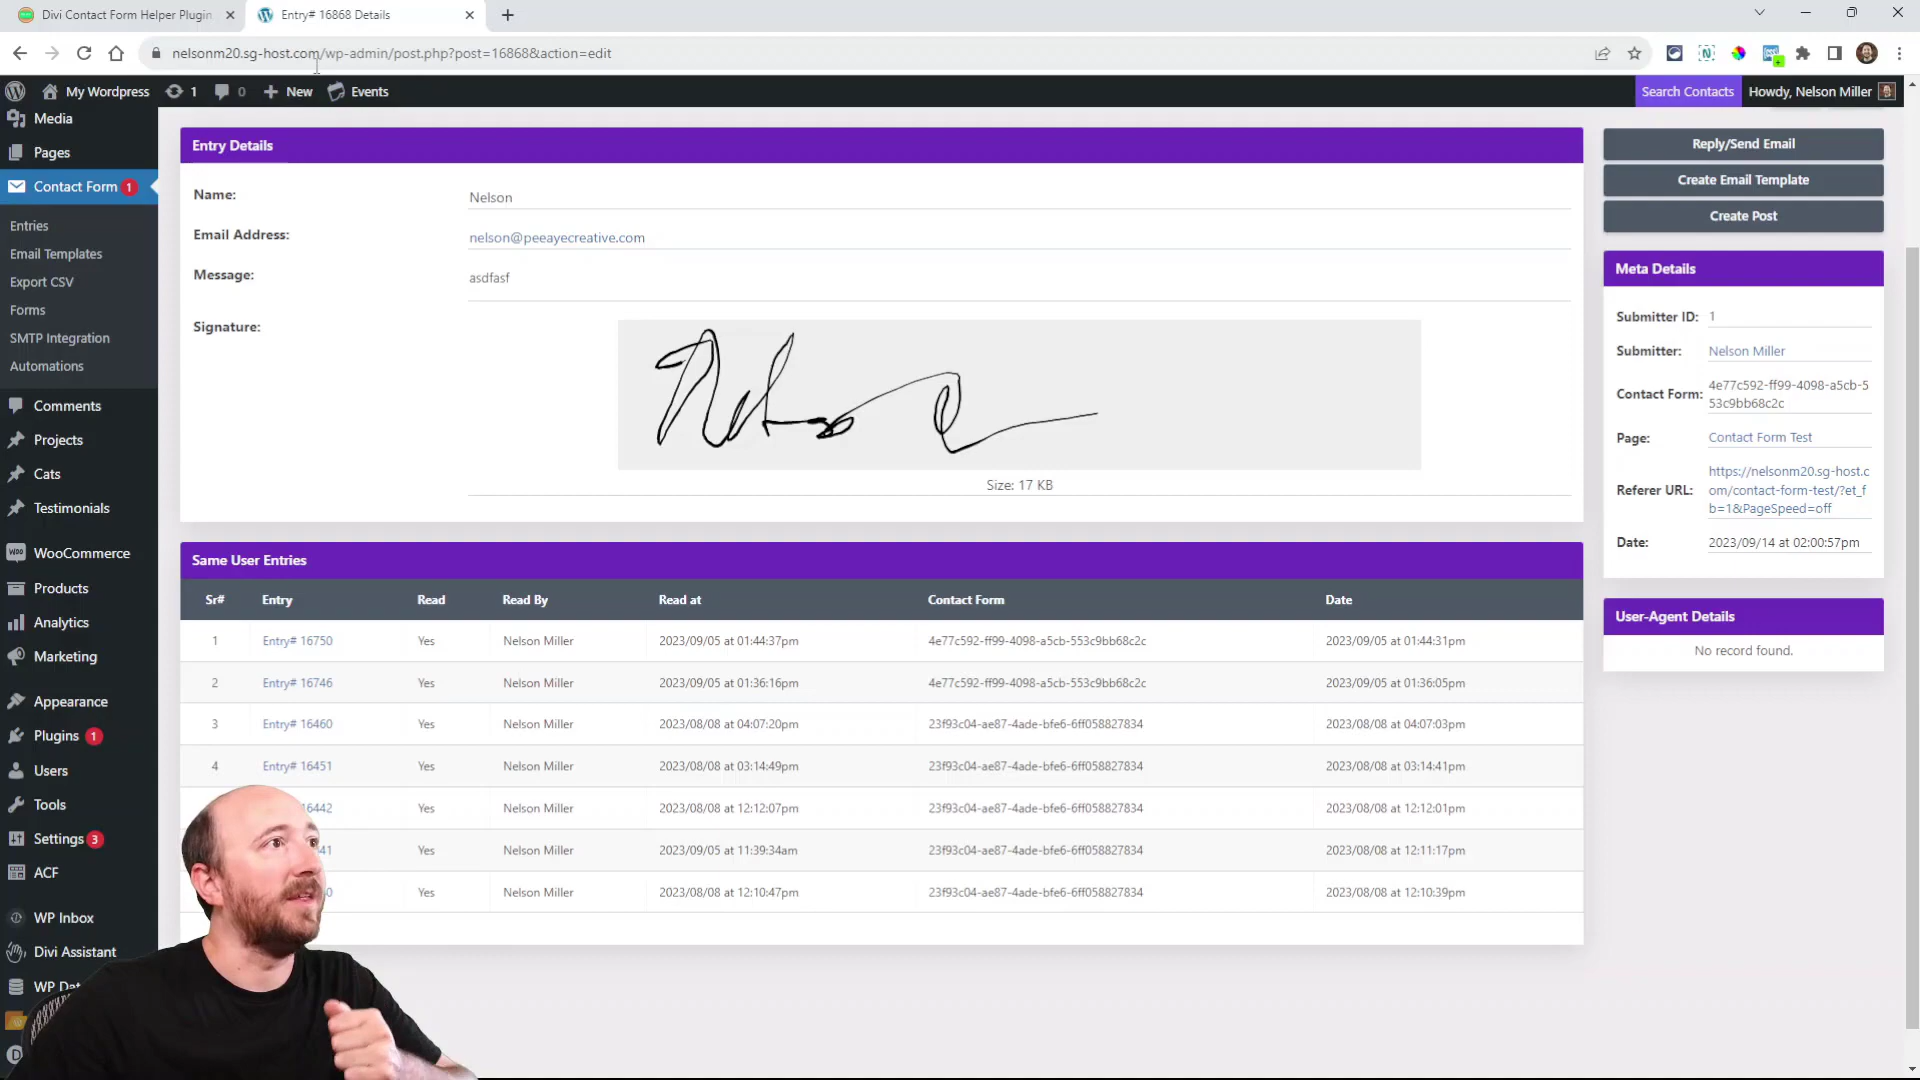 Divi Contact Form Helper Plugin
Entry# 16868 Details
nelsonm20.sg-host.com/wp-admin/post.php?post=16868&action=edit
My Wordpress 1 0 New Events
Search Contacts Howdy, Nelson Miller
Media
Pages
Contact Form 1
Entries
Email Templates
Export CSV
Forms
SMTP Integration
Automations
Comments
Projects
Cats
Testimonials
WooCommerce
Products
Analytics
Marketing
Appearance
Plugins 1
Users
Tools
Settings 3
ACF
WP Inbox
Divi Assistant
Entry Details
Name: Nelson
Email Address: nelson@peeayecreative.com
Message: asdfasf
Signature:
Size: 17 KB
Same User Entries
Sr# Entry Read Read By Read at Contact Form Date
1 Entry# 16750 Yes Nelson Miller 2023/09/05 at 01:44:37pm 4e77c592-ff99-4098-a5cb-553c9bb68c2c 2023/09/05 at 01:44:31pm
2 Entry# 16746 Yes Nelson Miller 2023/09/05 at 01:36:16pm 4e77c592-ff99-4098-a5cb-553c9bb68c2c 2023/09/05 at 01:36:05pm
3 Entry# 16460 Yes Nelson Miller 2023/08/08 at 04:07:20pm 23f93c04-ae87-4ade-bfe6-6ff058827834 2023/08/08 at 04:07:03pm
4 Entry# 16451 Yes Nelson Miller 2023/08/08 at 03:14:49pm 23f93c04-ae87-4ade-bfe6-6ff058827834 2023/08/08 at 03:14:41pm
16442 Yes Nelson Miller 2023/08/08 at 12:12:07pm 23f93c04-ae87-4ade-bfe6-6ff058827834 2023/08/08 at 12:12:01pm
Yes Nelson Miller 2023/09/05 at 11:39:34am 23f93c04-ae87-4ade-bfe6-6ff058827834 2023/08/08 at 12:11:17pm
Yes Nelson Miller 2023/08/08 at 12:10:47pm 23f93c04-ae87-4ade-bfe6-6ff058827834 2023/08/08 at 12:10:39pm
Reply/Send Email
Create Email Template
Create Post
Meta Details
Submitter ID: 1
Submitter: Nelson Miller
Contact Form: 4e77c592-ff99-4098-a5cb-5
53c9bb68c2c
Page: Contact Form Test
Referer URL: https://nelsonm20.sg-host.c
om/contact-form-test/?et_f
b=1&PageSpeed=off
Date: 2023/09/14 at 02:00:57pm
User-Agent Details
No record found.